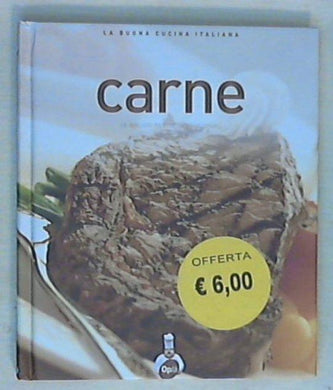 LA BUONA CUCINA ITALIANA
carne
OFFERTA
€ 6,00